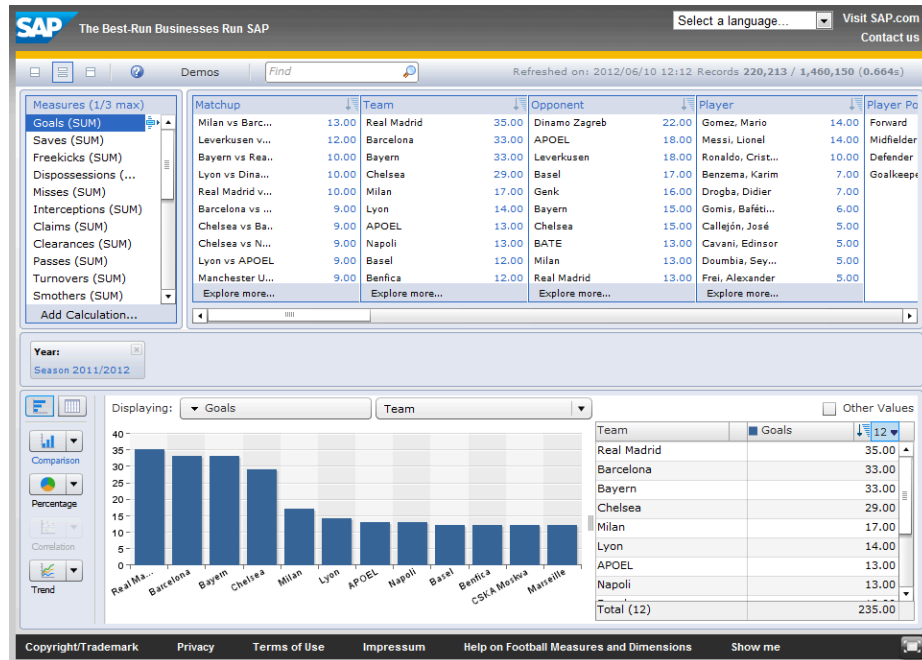 SAP The Best-Run Businesses Run SAP
Select a language...
Visit SAP.com
Contact us
Demos
Find
Refreshed on: 2012/06/10 12:12 Records 220,213 / 1,460,150 (0.664s)
Measures (1/3 max)
Goals (SUM)
Saves (SUM)
Freekicks (SUM)
Dispossessions (...
Misses (SUM)
Interceptions (SUM)
Claims (SUM)
Clearances (SUM)
Passes (SUM)
Turnovers (SUM)
Smothers (SUM)
Add Calculation...
Matchup
Milan vs Barc... 13.00
Leverkusen v... 12.00
Bayern vs Rea.. 10.00
Lyon vs Dina... 10.00
Real Madrid v... 10.00
Barcelona vs ... 9.00
Chelsea vs Ba.. 9.00
Chelsea vs N... 9.00
Lyon vs APOEL 9.00
Manchester U... 9.00
Explore more...
Team
Real Madrid 35.00
Barcelona 33.00
Bayern 33.00
Chelsea 29.00
Milan 17.00
Lyon 14.00
APOEL 13.00
Napoli 13.00
Basel 12.00
Benfica 12.00
Explore more...
Opponent
Dinamo Zagreb 22.00
APOEL 18.00
Leverkusen 18.00
Basel 17.00
Genk 16.00
Bayern 15.00
Chelsea 15.00
BATE 13.00
Milan 13.00
Real Madrid 13.00
Explore more...
Player
Gomez, Mario 14.00
Messi, Lionel 14.00
Ronaldo, Crist... 10.00
Benzema, Karim 7.00
Drogba, Didier 7.00
Gomis, Baféti... 6.00
Callejón, José 5.00
Cavani, Edinsor 5.00
Doumbia, Sey... 5.00
Frei, Alexander 5.00
Explore more...
Player Po
Forward
Midfielder
Defender
Goalkeepe
Year:
Season 2011/2012
Displaying: Goals Team
Other Values
Comparison
Percentage
Correlation
Trend
40
35
30
25
20
15
10
5
0
Real Ma... Barcelona Bayern Chelsea Milan Lyon APOEL Napoli Basel Benfica CSKA Moskva Marseille
Team Goals 12
Real Madrid 35.00
Barcelona 33.00
Bayern 33.00
Chelsea 29.00
Milan 17.00
Lyon 14.00
APOEL 13.00
Napoli 13.00
Total (12) 235.00
Copyright/Trademark Privacy Terms of Use Impressum Help on Football Measures and Dimensions Show me